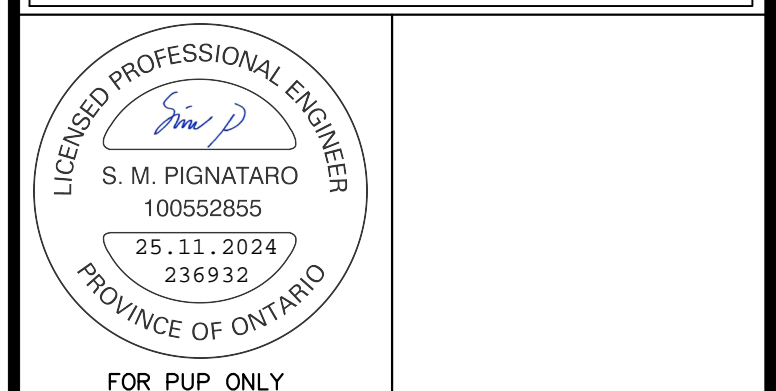 LICENSED PROFESSIONAL ENGINEER
S. M. PIGNATARO
100552855
25.11.2024
236932
PROVINCE OF ONTARIO
FOR PUP ONLY